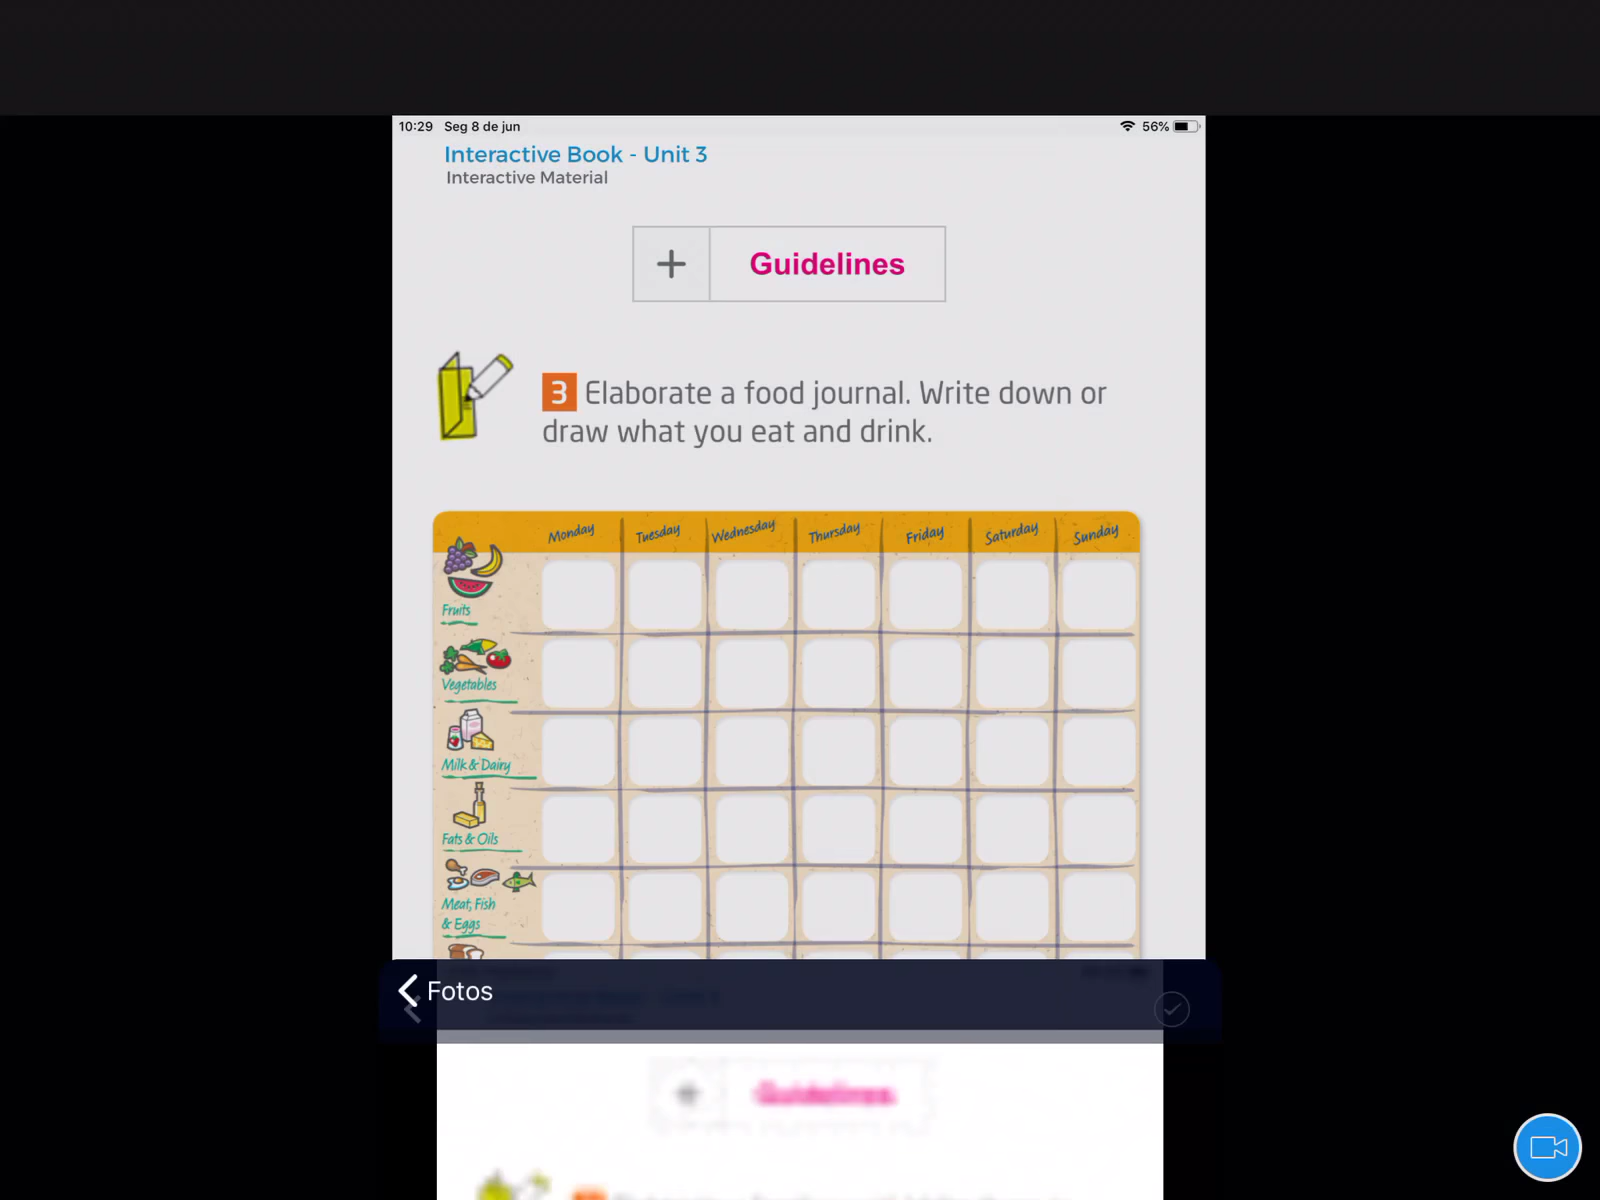 10:29 Seg 8 de jun 56%
Interactive Book - Unit 3
Interactive Material
+ Guidelines
3 Elaborate a food journal. Write down or
draw what you eat and drink.
Monday Tuesday Wednesday Thursday Friday Saturday Sunday
Fruits
Vegetables
Milk & Dairy
Fats & Oils
Meat, Fish
& Eggs
Fotos
+ Guidelines